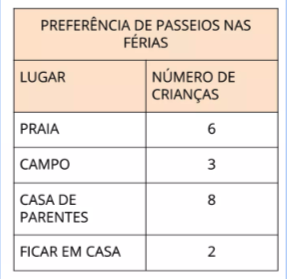 PREFERÊNCIA DE PASSEIOS NAS
FÉRIAS
LUGAR NÚMERO DE
CRIANÇAS
PRAIA 6
CAMPO 3
CASA DE 8
PARENTES
FICAR EM CASA 2